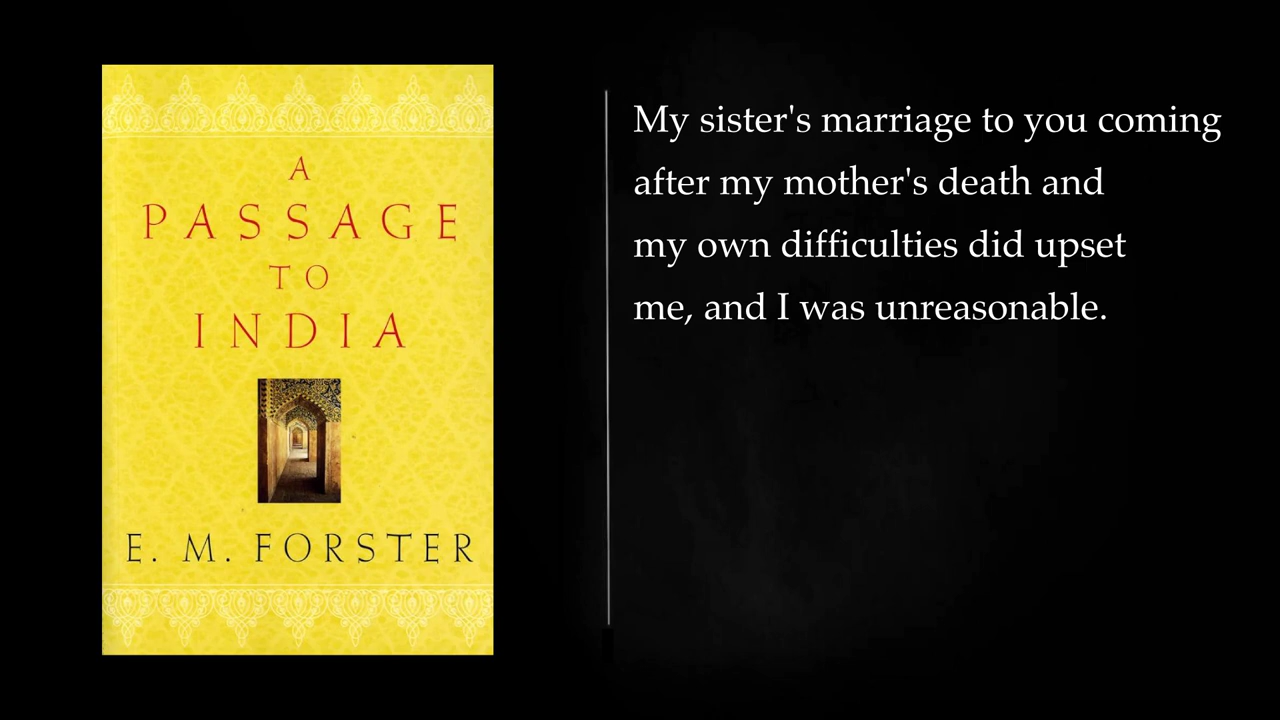 A
PASSAGE
TO
INDIA
E. M. FORSTER
My sister's marriage to you coming
after my mother's death and
my own difficulties did upset
me, and I was unreasonable.